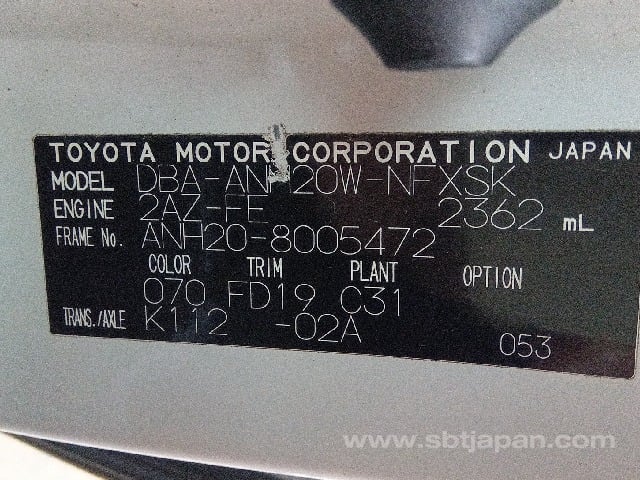 TOYOTA MOTOR CORPORATION JAPAN
MODEL DBA-ANH20W-NFXSK
ENGINE 2AZ-FE 2362 mL
FRAME No. ANH20-8005472
COLOR TRIM PLANT OPTION
070 FD19 C31
TRANS./AXLE K112 -02A
053
www.sbtjapan.com